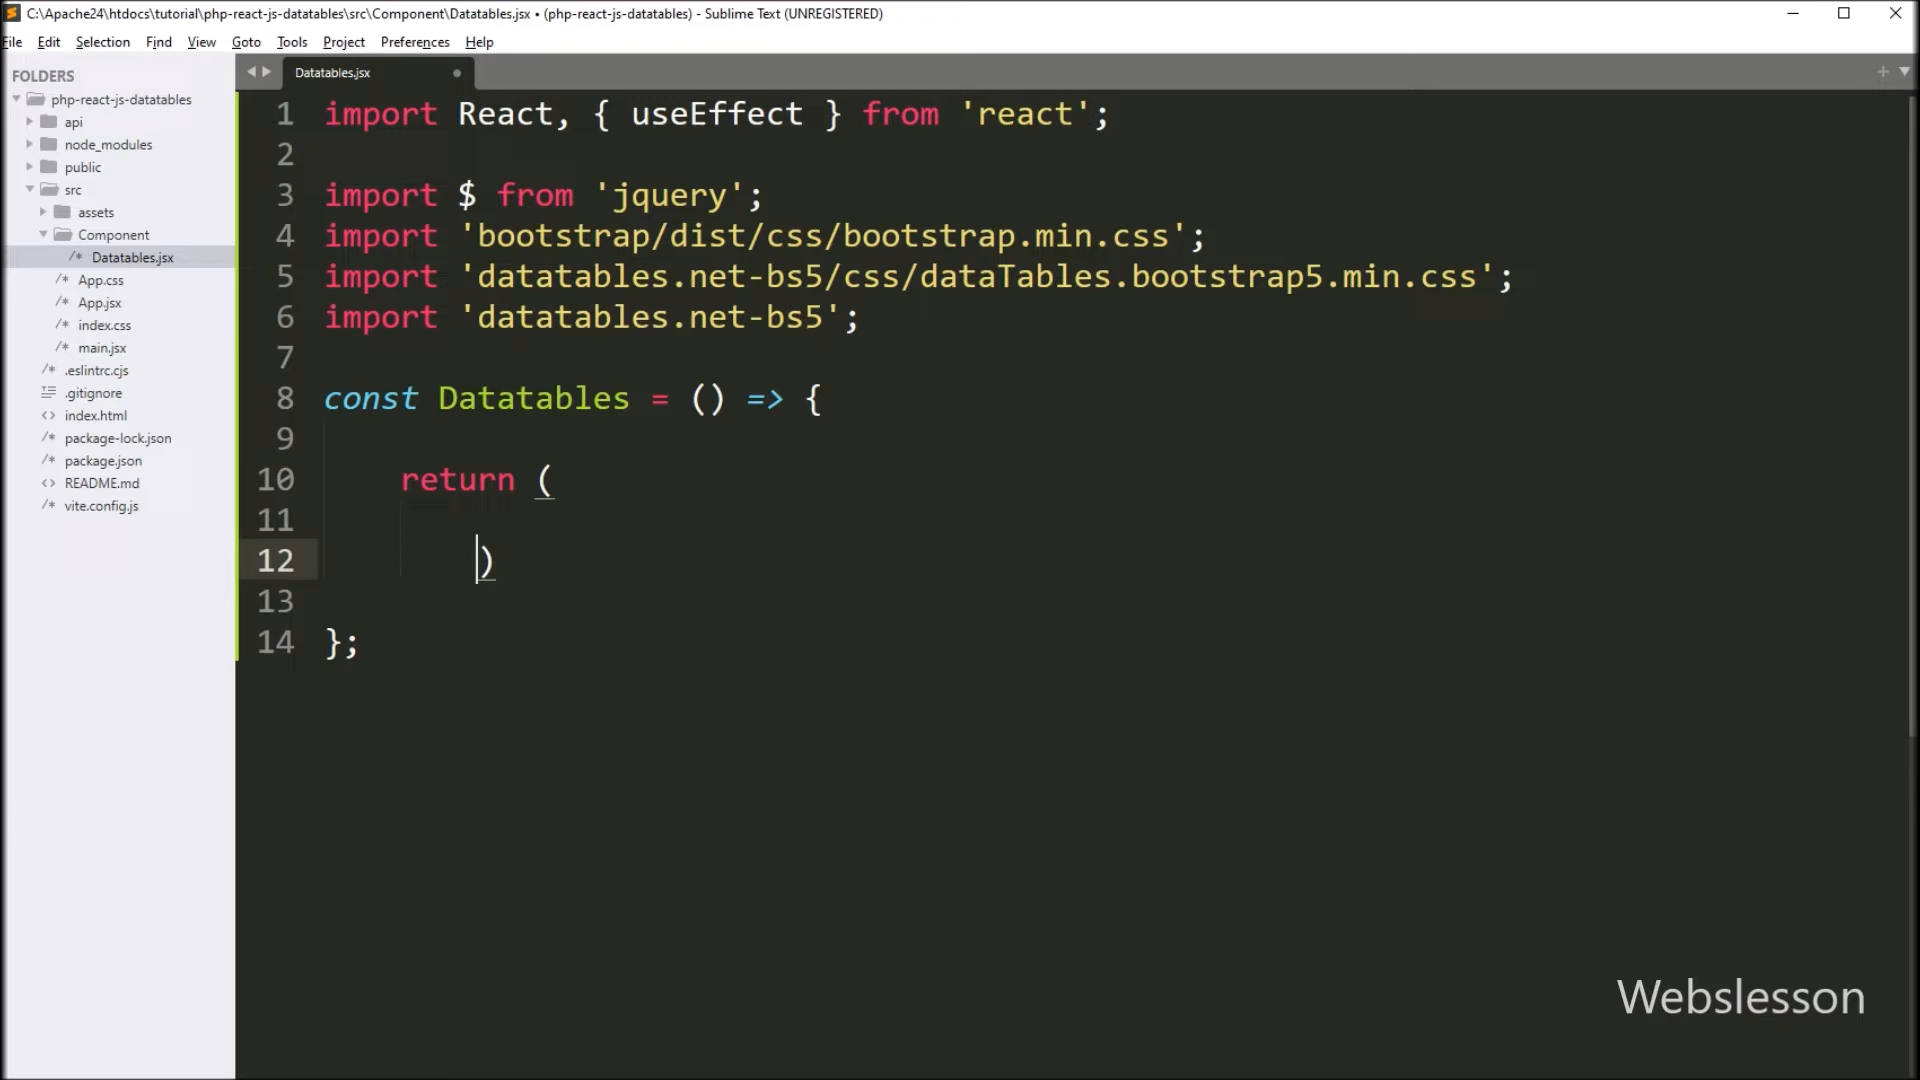 C:\Apache24\htdocs\tutorial\php-react-js-datatables\src\Component\Datatables.jsx • (php-react-js-datatables) - Sublime Text (UNREGISTERED)
File Edit Selection Find View Goto Tools Project Preferences Help
FOLDERS
php-react-js-datatables
api
node_modules
public
src
assets
Component
/* Datatables.jsx
/* App.css
/* App.jsx
/* index.css
/* main.jsx
/* .eslintrc.cjs
.gitignore
<> index.html
/* package-lock.json
/* package.json
<> README.md
/* vite.config.js
Datatables.jsx
1 import React, { useEffect } from 'react';
2
3 import $ from 'jquery';
4 import 'bootstrap/dist/css/bootstrap.min.css';
5 import 'datatables.net-bs5/css/dataTables.bootstrap5.min.css';
6 import 'datatables.net-bs5';
7
8 const Datatables = () => {
9
10 return (
11
12 )
13
14 };
Webslesson